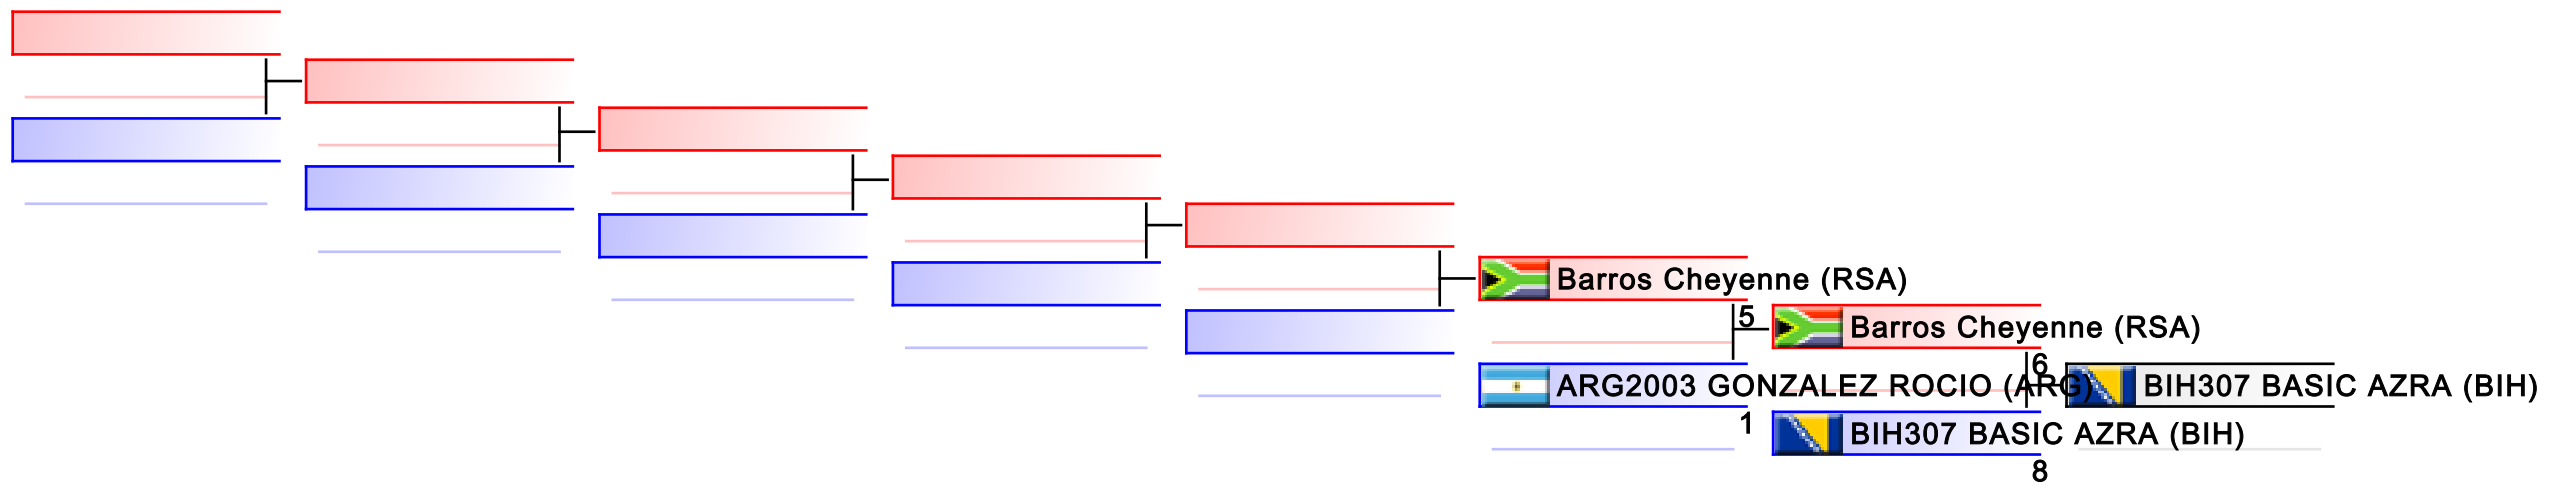 Barros Cheyenne (RSA)
5
Barros Cheyenne (RSA)
6
ARG2003 GONZALEZ ROCIO (ARG)
BIH307 BASIC AZRA (BIH)
1
BIH307 BASIC AZRA (BIH)
8